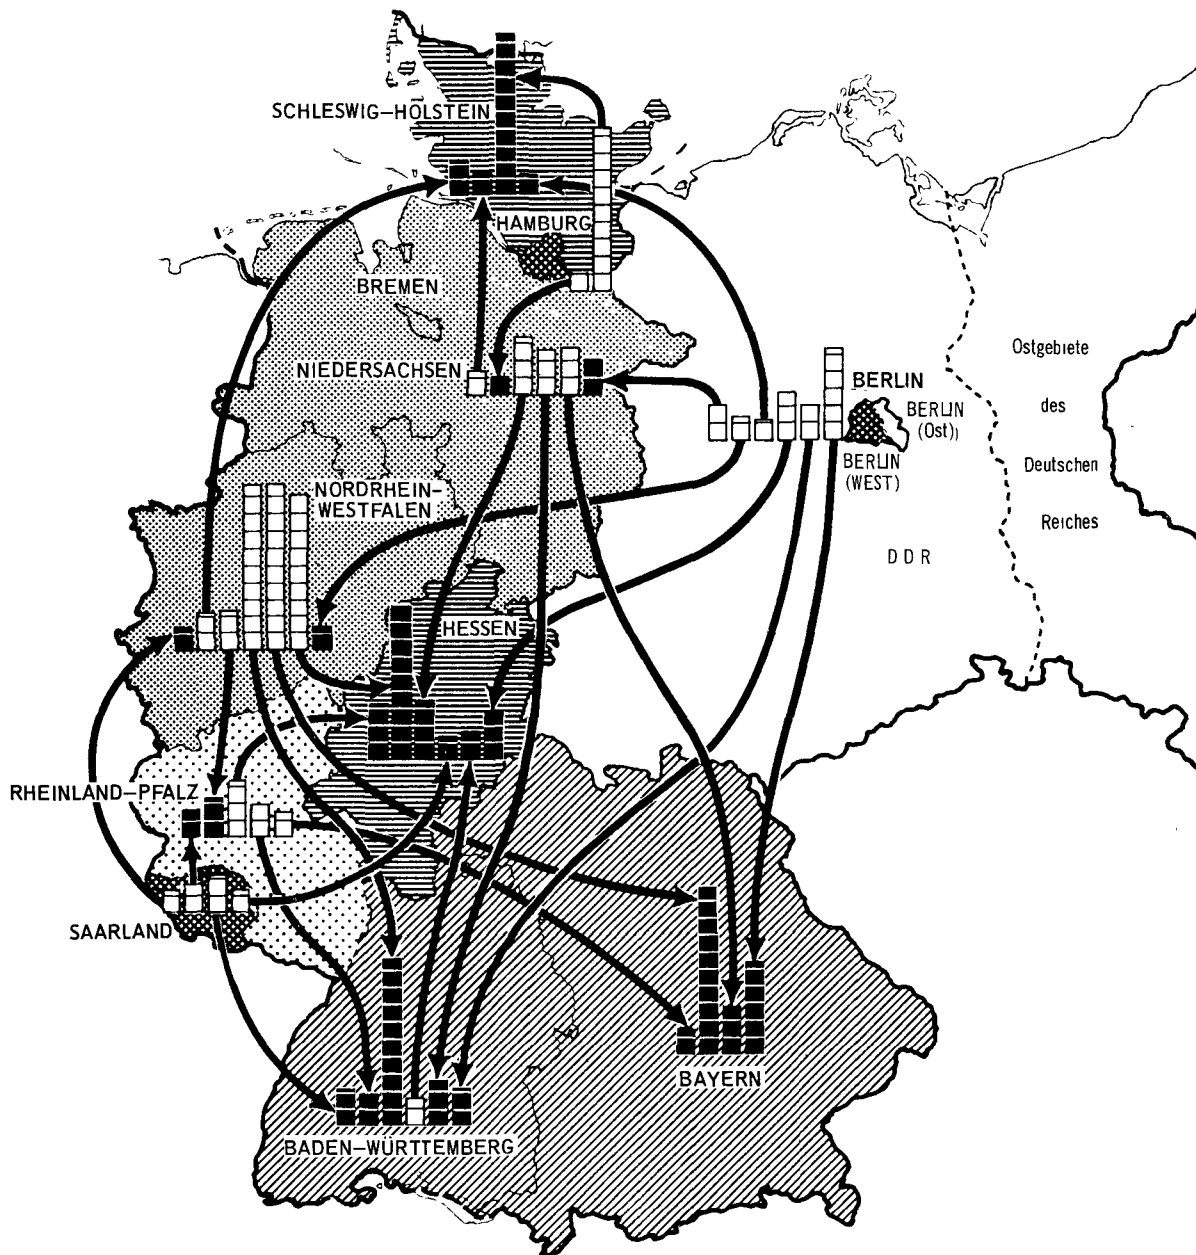 SCHLESWIG-HOLSTEIN
HAMBURG
BREMEN
NIEDERSACHSEN
BERLIN
BERLIN
(Ost)
BERLIN
(WEST)
Ostgebiete
des
Deutschen
Reiches
DDR
NORDRHEIN-
WESTFALEN
HESSEN
RHEINLAND-PFALZ
SAARLAND
BAYERN
BADEN-WÜRTTEMBERG